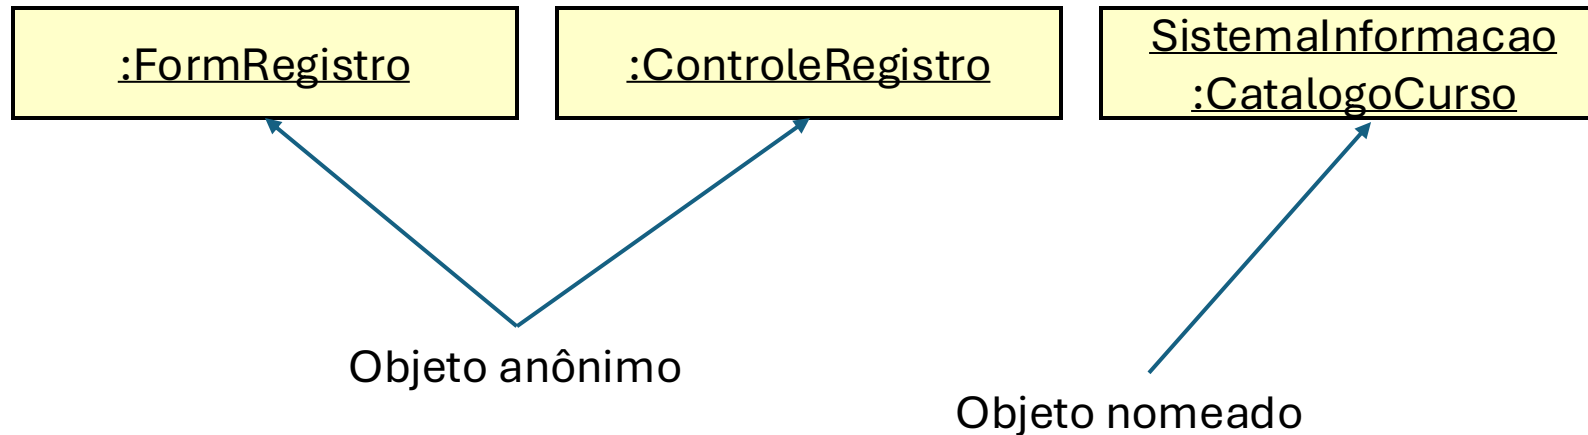 :FormRegistro
:ControleRegistro
SistemaInformacao
:CatalogoCurso
Objeto anônimo
Objeto nomeado